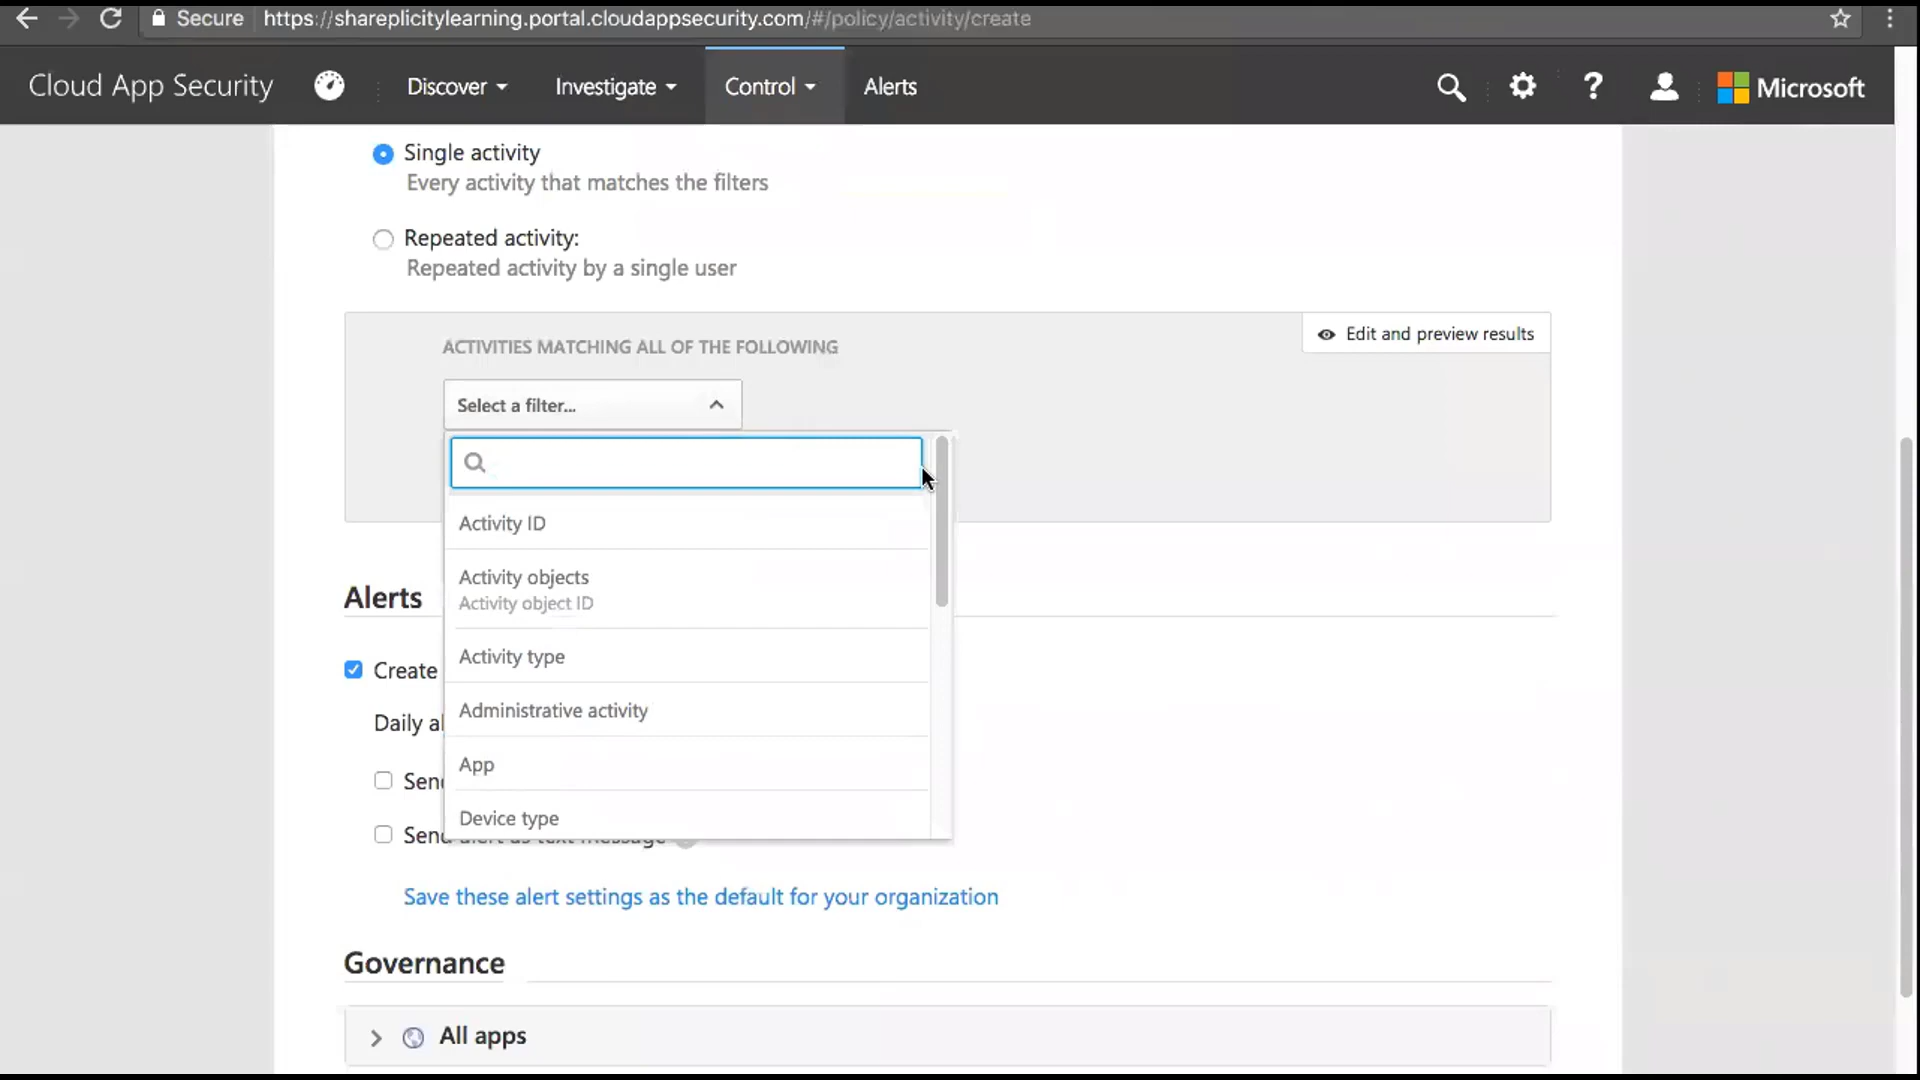 Secure https://shareplicitylearning.portal.cloudappsecurity.com/#/policy/activity/create
Cloud App Security Discover Investigate Control Alerts ? Microsoft
Single activity
Every activity that matches the filters
Repeated activity:
Repeated activity by a single user
ACTIVITIES MATCHING ALL OF THE FOLLOWING
Edit and preview results
Select a filter...
Activity ID
Activity objects
Activity object ID
Activity type
Administrative activity
App
Device type
Alerts
Create
Daily
Send alert as text message
Save these alert settings as the default for your organization
Governance
All apps